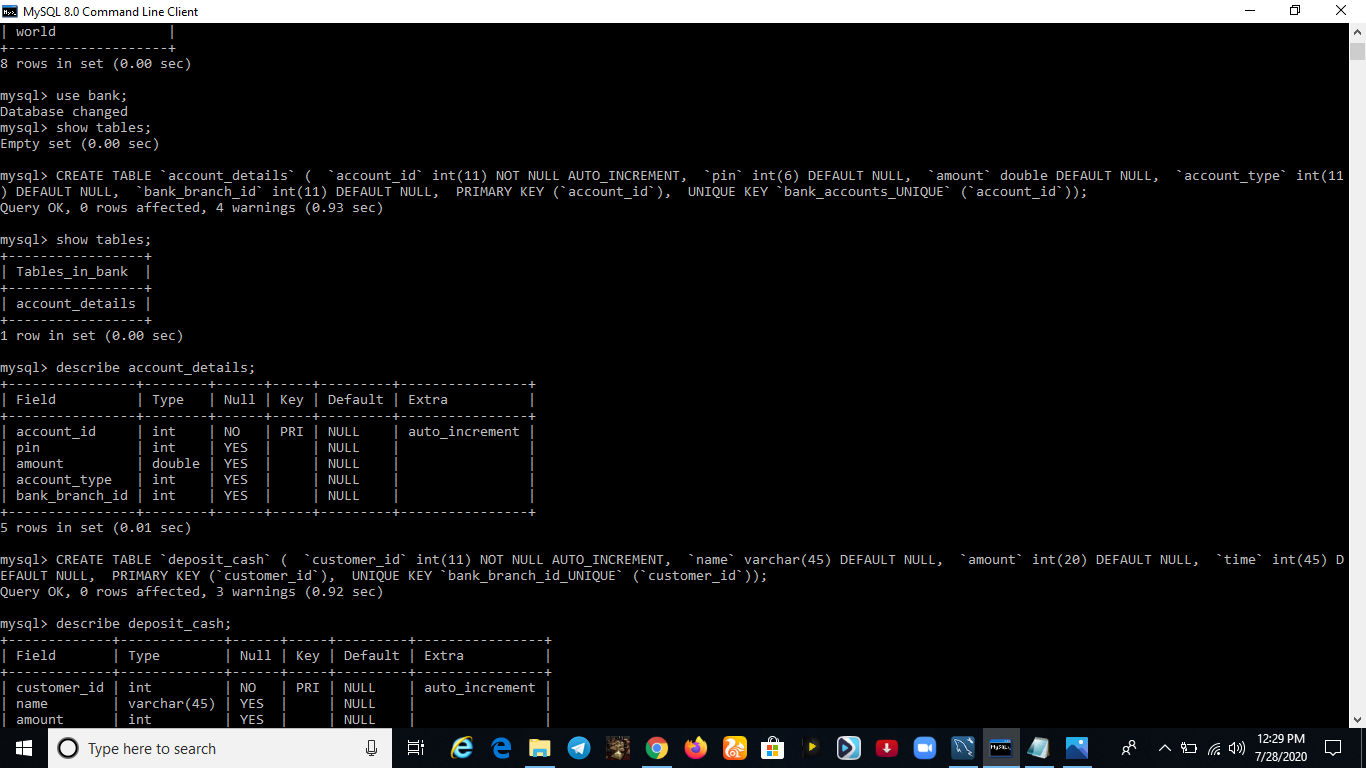 MySQL 8.0 Command Line Client
| world              |
+--------------------+
8 rows in set (0.00 sec)
mysql> use bank;
Database changed
mysql> show tables;
Empty set (0.00 sec)
mysql> CREATE TABLE `account_details` (  `account_id` int(11) NOT NULL AUTO_INCREMENT,  `pin` int(6) DEFAULT NULL,  `amount` double DEFAULT NULL,  `account_type` int(11
) DEFAULT NULL,  `bank_branch_id` int(11) DEFAULT NULL,  PRIMARY KEY (`account_id`),  UNIQUE KEY `bank_accounts_UNIQUE` (`account_id`));
Query OK, 0 rows affected, 4 warnings (0.93 sec)
mysql> show tables;
+-----------------+
| Tables_in_bank  |
+-----------------+
| account_details |
+-----------------+
1 row in set (0.00 sec)
mysql> describe account_details;
+----------------+--------+------+-----+---------+----------------+
| Field          | Type   | Null | Key | Default | Extra          |
+----------------+--------+------+-----+---------+----------------+
| account_id     | int    | NO   | PRI | NULL    | auto_increment |
| pin            | int    | YES  |     | NULL    |                |
| amount         | double | YES  |     | NULL    |                |
| account_type   | int    | YES  |     | NULL    |                |
| bank_branch_id | int    | YES  |     | NULL    |                |
+----------------+--------+------+-----+---------+----------------+
5 rows in set (0.01 sec)
mysql> CREATE TABLE `deposit_cash` (  `customer_id` int(11) NOT NULL AUTO_INCREMENT,  `name` varchar(45) DEFAULT NULL,  `amount` int(20) DEFAULT NULL,  `time` int(45) D
EFAULT NULL,  PRIMARY KEY (`customer_id`),  UNIQUE KEY `bank_branch_id_UNIQUE` (`customer_id`));
Query OK, 0 rows affected, 3 warnings (0.92 sec)
mysql> describe deposit_cash;
+-------------+-------------+------+-----+---------+----------------+
| Field       | Type        | Null | Key | Default | Extra          |
+-------------+-------------+------+-----+---------+----------------+
| customer_id | int         | NO   | PRI | NULL    | auto_increment |
| name        | varchar(45) | YES  |     | NULL    |                |
| amount      | int         | YES  |     | NULL    |                |
Type here to search
12:29 PM
7/28/2020